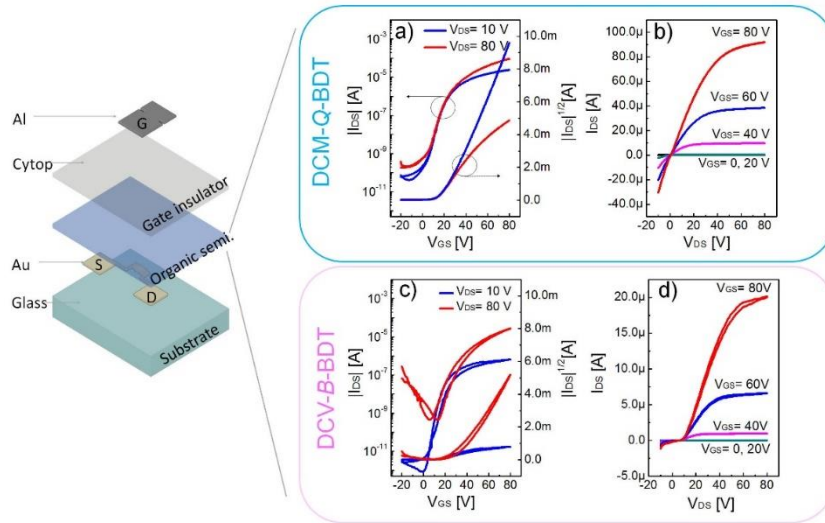 Al
G
Cytop
Gate insulator
Organic semi.
Au
S
D
Glass
Substrate
DCM-Q-BDT
a)
VDS= 10 V
VDS= 80 V
10⁻³
10⁻⁵
10⁻⁷
10⁻⁹
10⁻¹¹
|IDS| [A]
10.0m
8.0m
6.0m
4.0m
2.0m
0.0
|IDS|^1/2[A]
-20 0 20 40 60 80
VGS [V]
b)
100.0µ
80.0µ
60.0µ
40.0µ
20.0µ
0.0
-20.0µ
-40.0µ
IDS [A]
VGS= 80 V
VGS= 60 V
VGS= 40 V
VGS= 0, 20V
-20 0 20 40 60 80
VDS [V]
DCV-B-BDT
c)
VDS= 10 V
VDS= 80 V
10⁻³
10⁻⁵
10⁻⁷
10⁻⁹
10⁻¹¹
|IDS| [A]
10.0m
8.0m
6.0m
4.0m
2.0m
0.0
|IDS|^1/2[A]
-20 0 20 40 60 80
VGS [V]
d)
20.0µ
15.0µ
10.0µ
5.0µ
0.0
-5.0µ
IDS [A]
VGS= 80V
VGS= 60V
VGS= 40V
VGS= 0, 20V
-20 0 20 40 60 80
VDS [V]